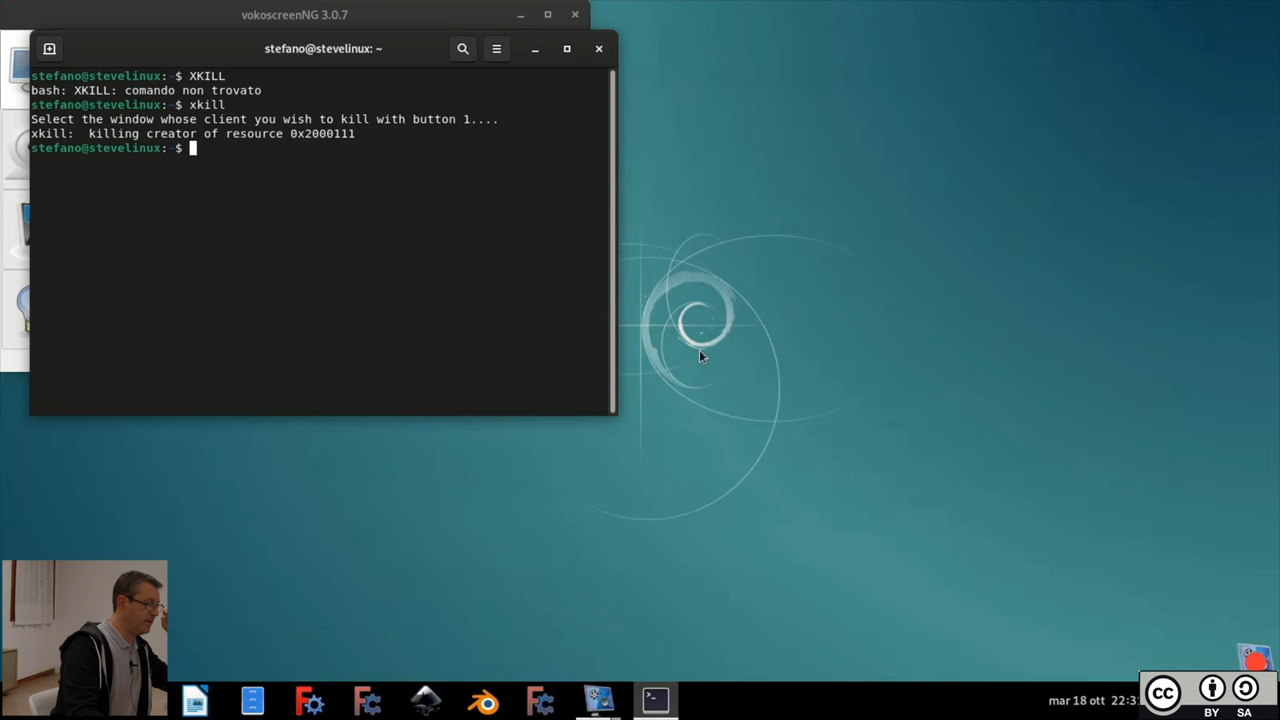 vokoscreenNG 3.0.7
stefano@stevelinux: ~
stefano@stevelinux:~$ XKILL
bash: XKILL: comando non trovato
stefano@stevelinux:~$ xkill
Select the window whose client you wish to kill with button 1....
xkill:  killing creator of resource 0x2000111
stefano@stevelinux:~$
mar 18 ott
cc
BY SA